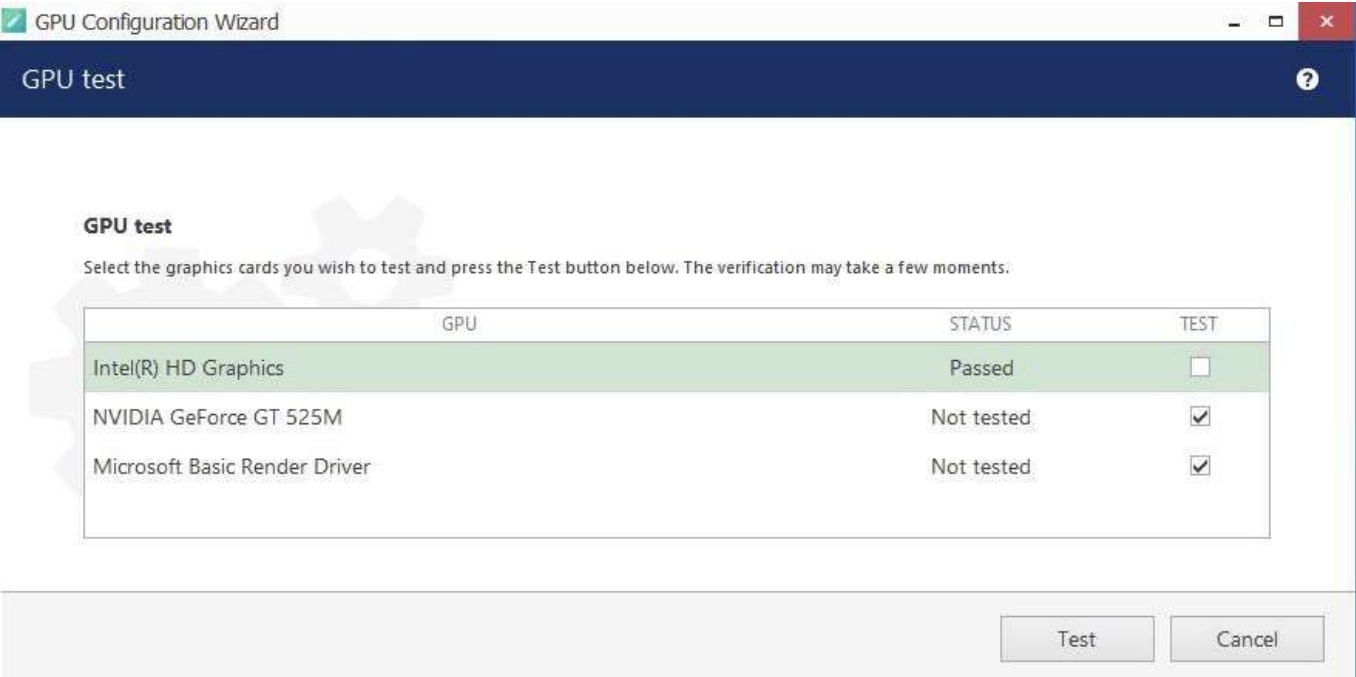 GPU Configuration Wizard
GPU test
?
GPU test
Select the graphics cards you wish to test and press the Test button below. The verification may take a few moments.
GPU STATUS TEST
Intel(R) HD Graphics Passed
NVIDIA GeForce GT 525M Not tested
Microsoft Basic Render Driver Not tested
Test Cancel